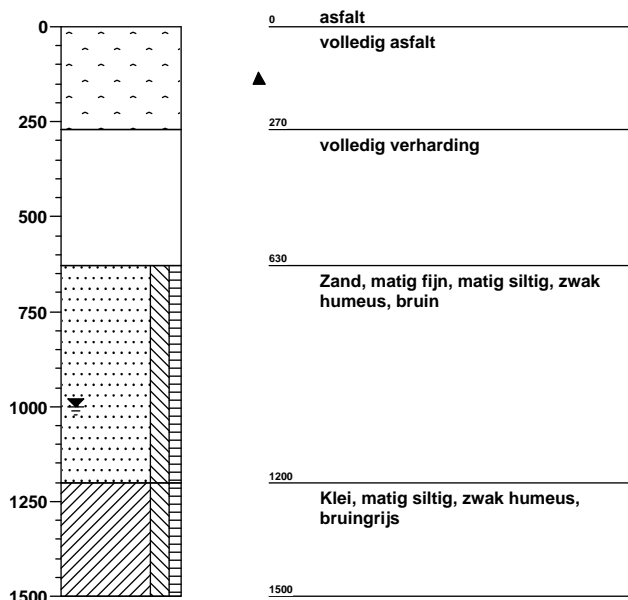 0
250
500
750
1000
1250
1500
0 asfalt
volledig asfalt
270
volledig verharding
630
Zand, matig fijn, matig siltig, zwak
humeus, bruin
1200
Klei, matig siltig, zwak humeus,
bruingrijs
1500